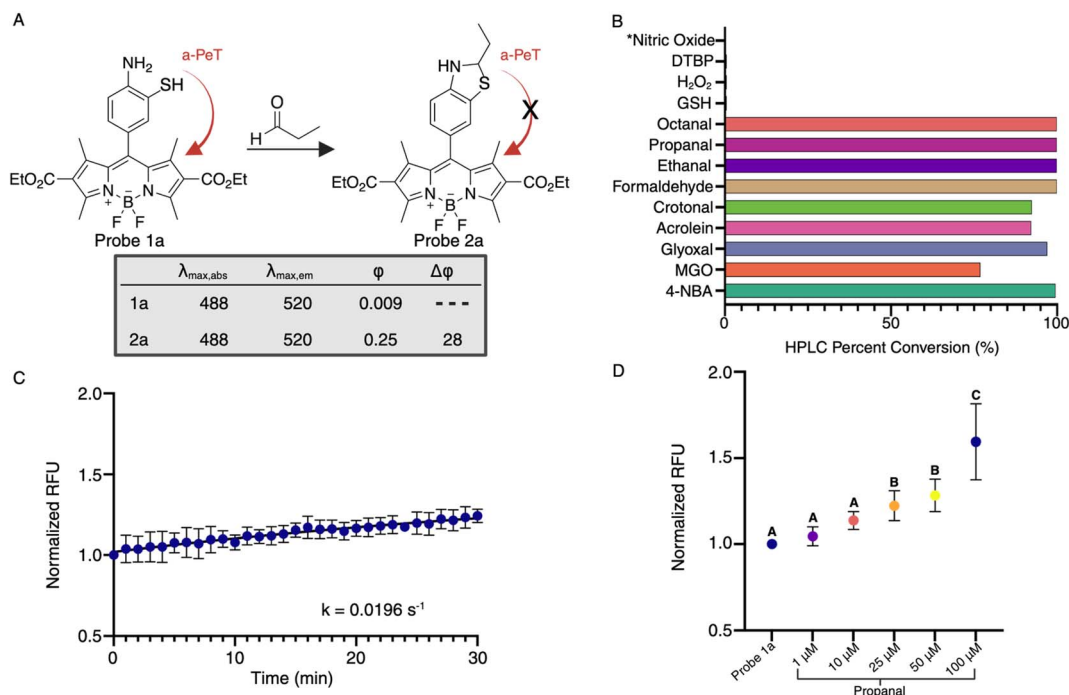 A
a-PeT
NH₂
SH
EtO₂C
CO₂Et
N
N
+
B
-
F
F
Probe 1a
O
H
a-PeT
X
HN
S
EtO₂C
CO₂Et
N
N
+
B
-
F
F
Probe 2a
λmax,abs λmax,em φ Δφ
1a 488 520 0.009 ---
2a 488 520 0.25 28
B
*Nitric Oxide
DTBP
H₂O₂
GSH
Octanal
Propanal
Ethanal
Formaldehyde
Crotonal
Acrolein
Glyoxal
MGO
4-NBA
0 50 100
HPLC Percent Conversion (%)
C
Normalized RFU
2.0
1.5
1.0
0.5
k = 0.0196 s⁻¹
0 10 20 30
Time (min)
D
Normalized RFU
2.0
1.5
1.0
0.5
A A A B B C
Probe 1a 1 μM 10 μM 25 μM 50 μM 100 μM
Propanal